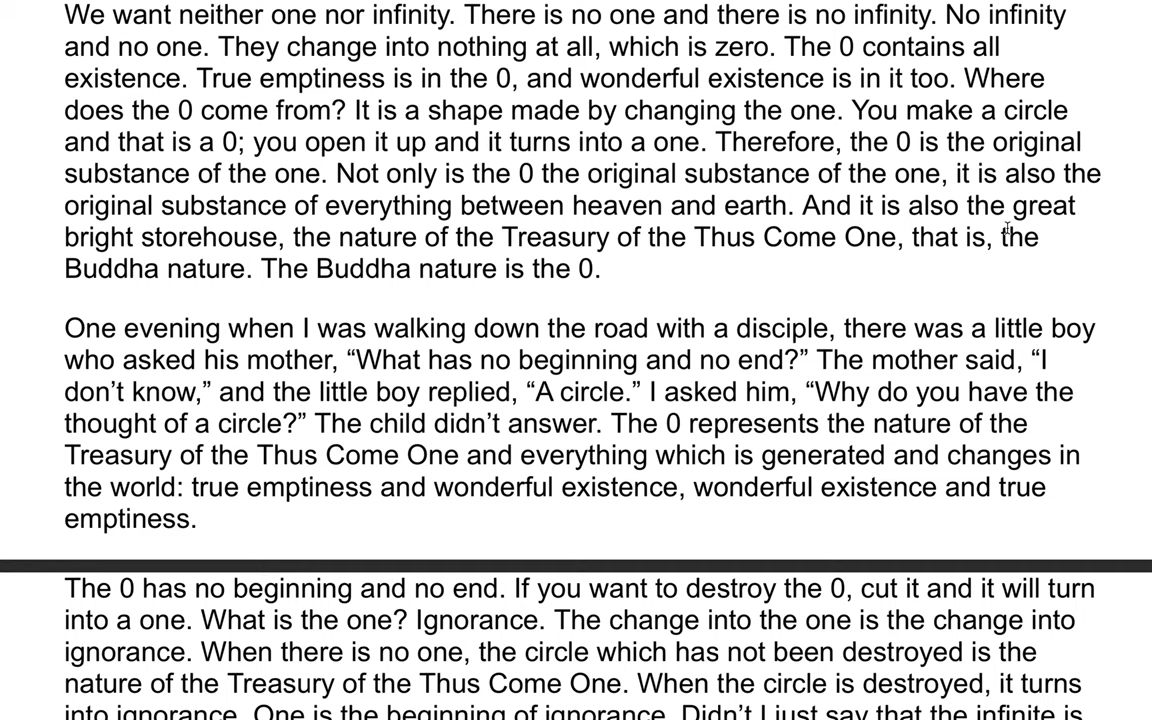 We want neither one nor infinity. There is no one and there is no infinity. No infinity
and no one. They change into nothing at all, which is zero. The 0 contains all
existence. True emptiness is in the 0, and wonderful existence is in it too. Where
does the 0 come from? It is a shape made by changing the one. You make a circle
and that is a 0; you open it up and it turns into a one. Therefore, the 0 is the original
substance of the one. Not only is the 0 the original substance of the one, it is also the
original substance of everything between heaven and earth. And it is also the great
bright storehouse, the nature of the Treasury of the Thus Come One, that is, the
Buddha nature. The Buddha nature is the 0.
One evening when I was walking down the road with a disciple, there was a little boy
who asked his mother, “What has no beginning and no end?” The mother said, “I
don’t know,” and the little boy replied, “A circle.” I asked him, “Why do you have the
thought of a circle?” The child didn’t answer. The 0 represents the nature of the
Treasury of the Thus Come One and everything which is generated and changes in
the world: true emptiness and wonderful existence, wonderful existence and true
emptiness.
The 0 has no beginning and no end. If you want to destroy the 0, cut it and it will turn
into a one. What is the one? Ignorance. The change into the one is the change into
ignorance. When there is no one, the circle which has not been destroyed is the
nature of the Treasury of the Thus Come One. When the circle is destroyed, it turns
into ignorance. One is the beginning of ignorance. Didn’t I just say that the infinite is